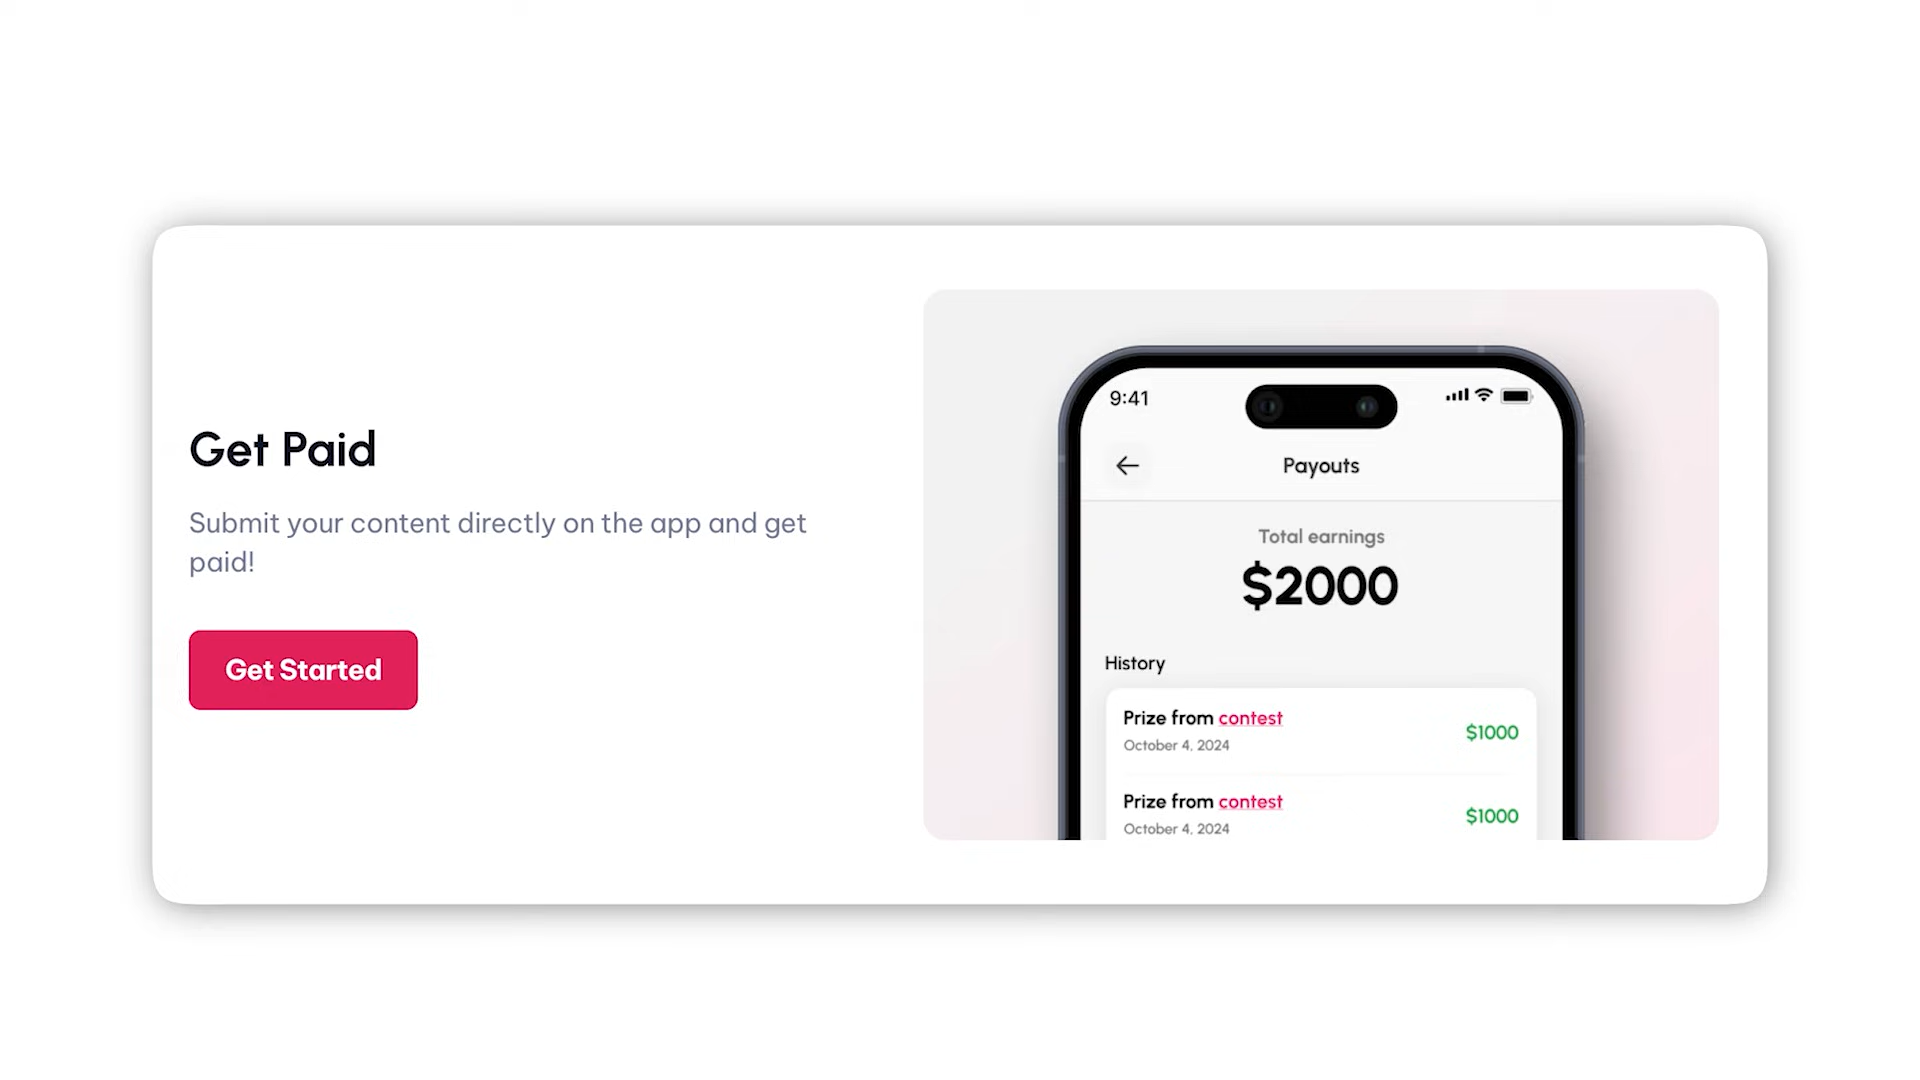 Get Paid
Submit your content directly on the app and get
paid!
Get Started
9:41
Payouts
Total earnings
$2000
History
Prize from contest
$1000
October 4, 2024
Prize from contest
$1000
October 4, 2024